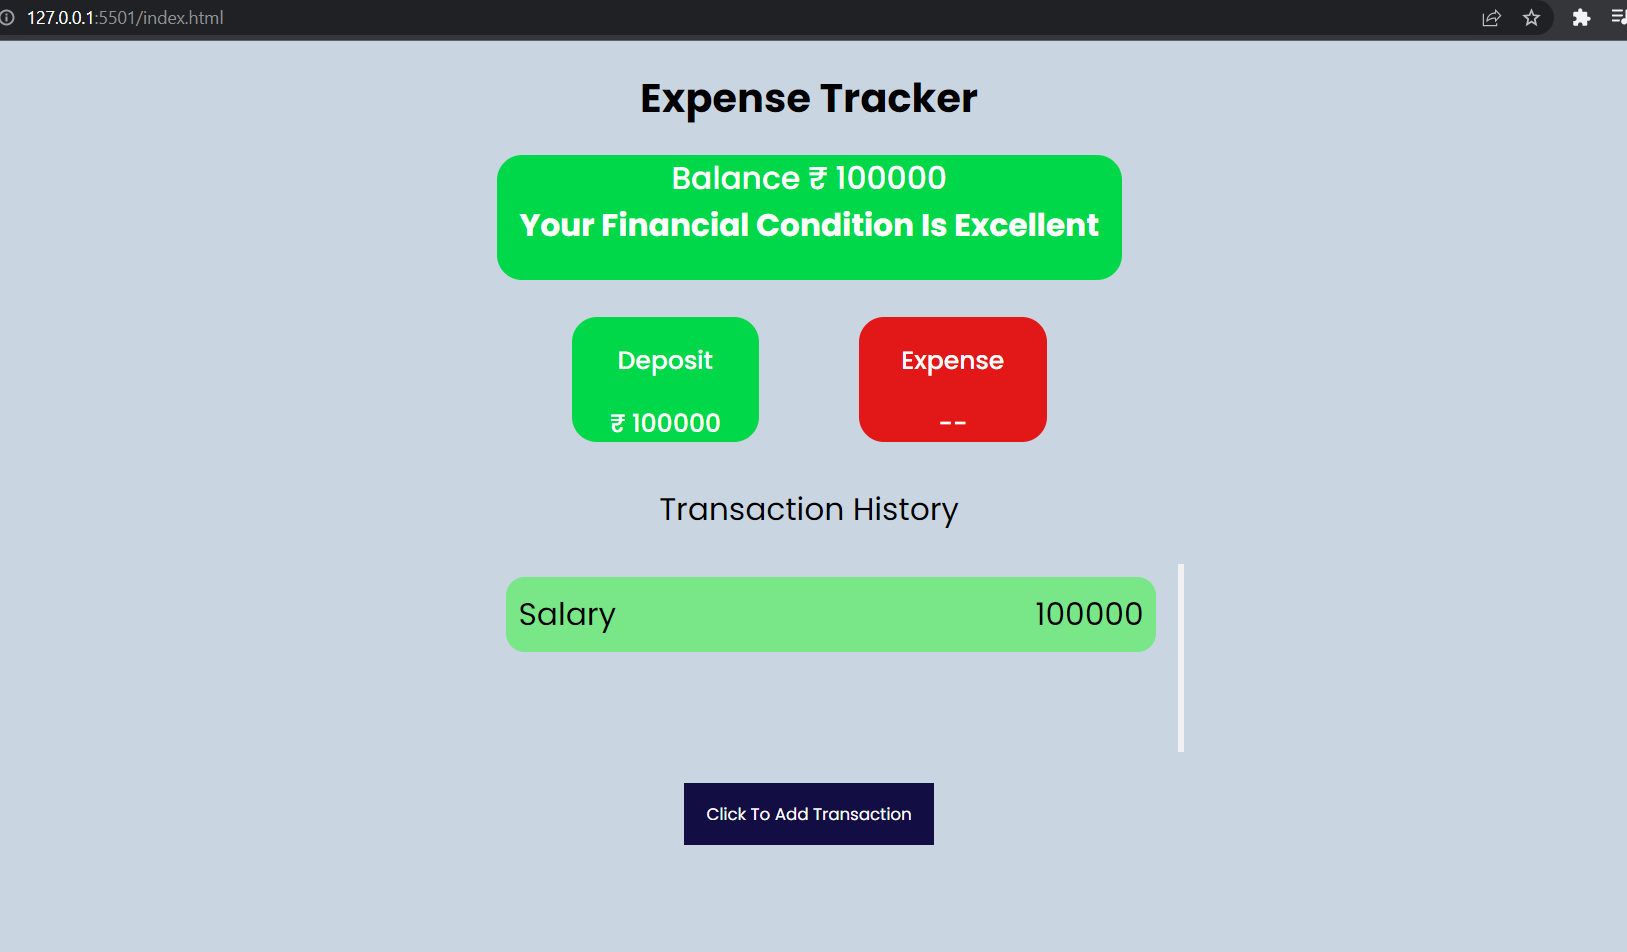 127.0.0.1:5501/index.html
Expense Tracker
Balance ₹ 100000
Your Financial Condition Is Excellent
Deposit Expense
₹ 100000 --
Transaction History
Salary 100000
Click To Add Transaction